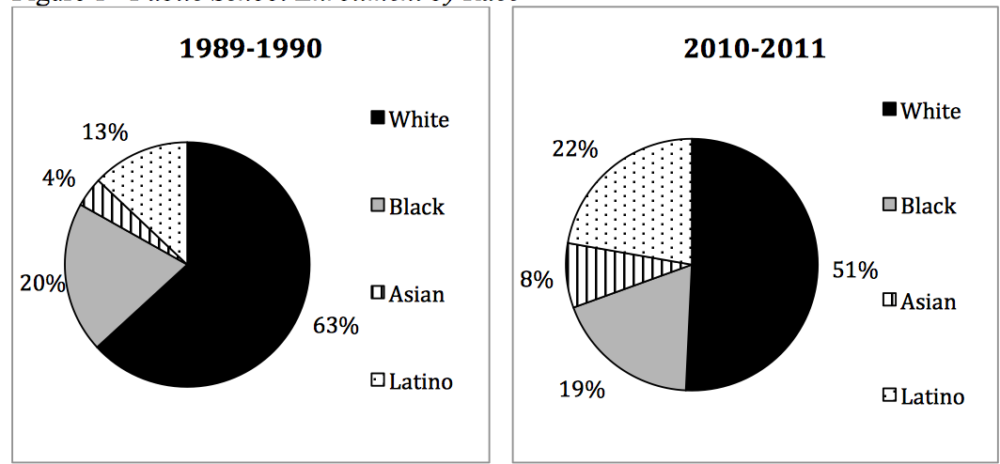 1989-1990
White
13%
4%
Black
20%
Asian
63%
Latino
2010-2011
White
22%
Black
51%
8%
Asian
19%
Latino